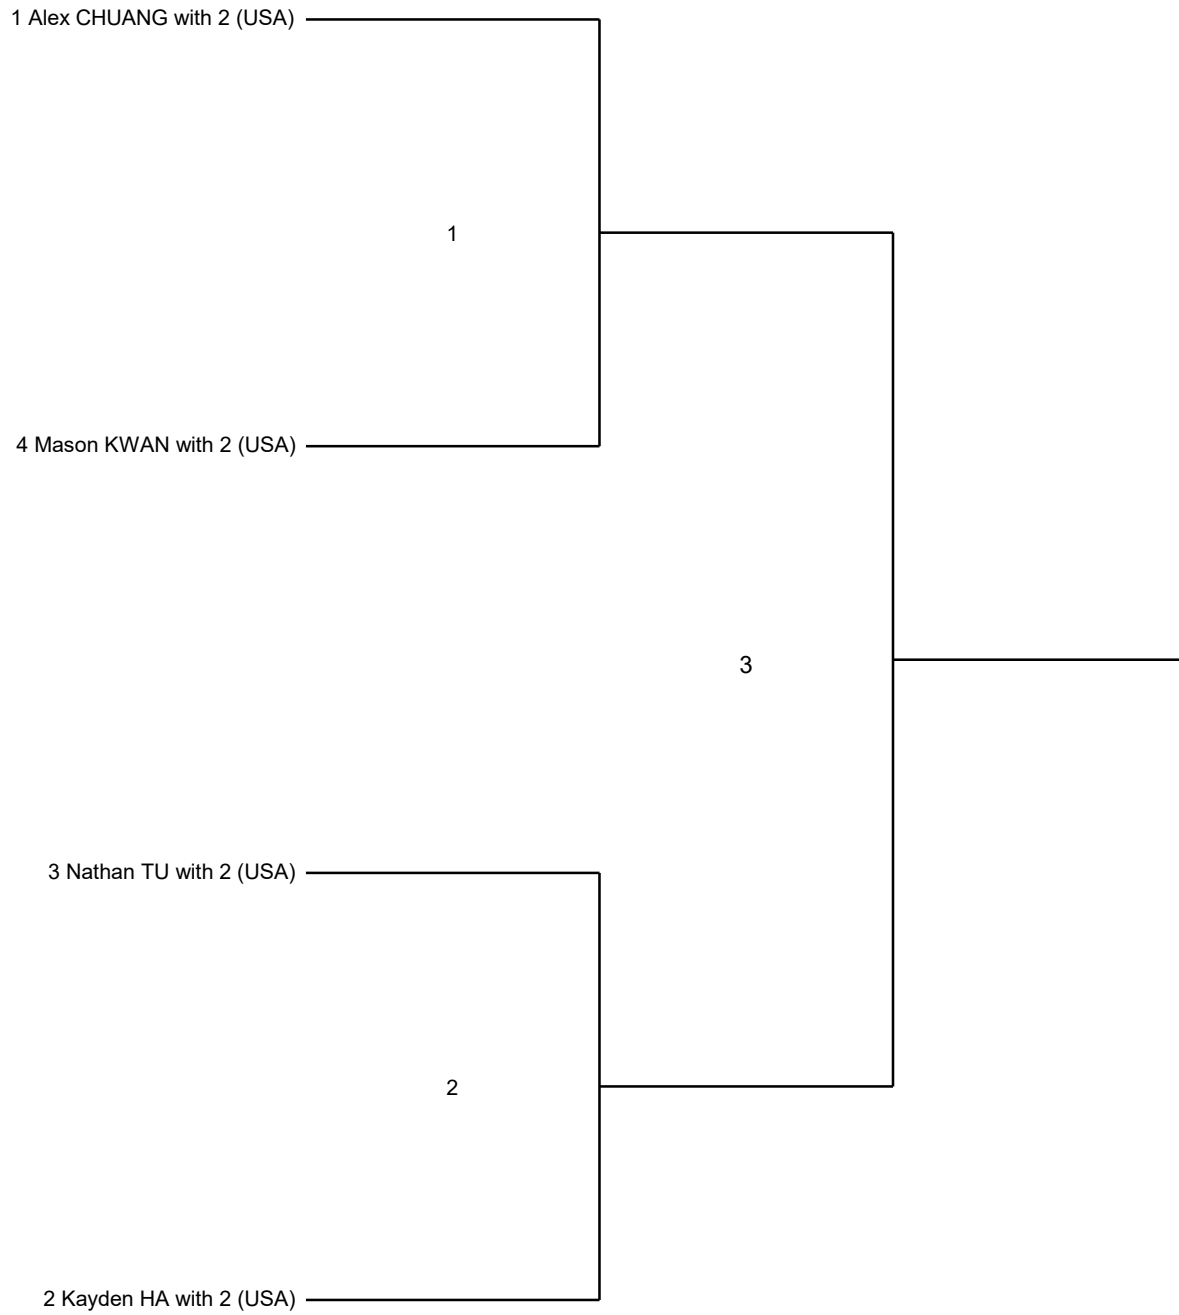 1 Alex CHUANG with 2 (USA)
1
4 Mason KWAN with 2 (USA)
3
3 Nathan TU with 2 (USA)
2
2 Kayden HA with 2 (USA)